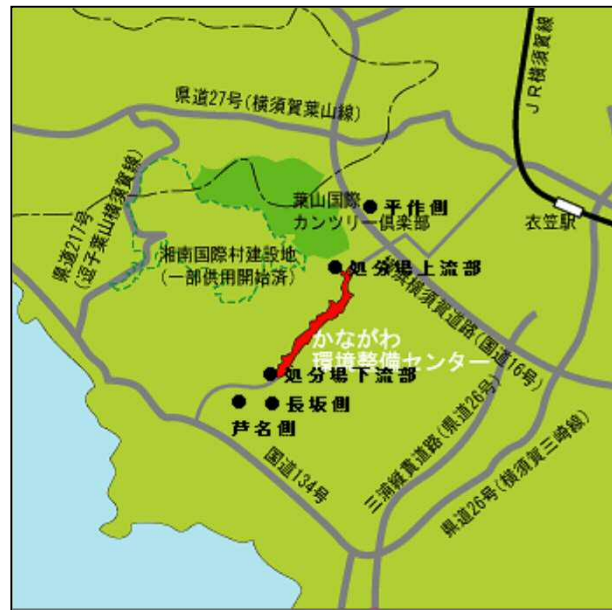 県道27号(横須賀葉山線)
JR横須賀線
葉山国際
カンツリー倶楽部
平作側
衣笠駅
県道217号
(逗子葉山横須賀線)
湘南国際村建設地
(一部供用開始済)
処分場上流部
横須賀道路(国道16号)
かながわ
環境整備センター
処分場下流部
長坂側
芦名側
国道134号
三浦縦貫道路(県道26号)
県道26号(横須賀三崎線)